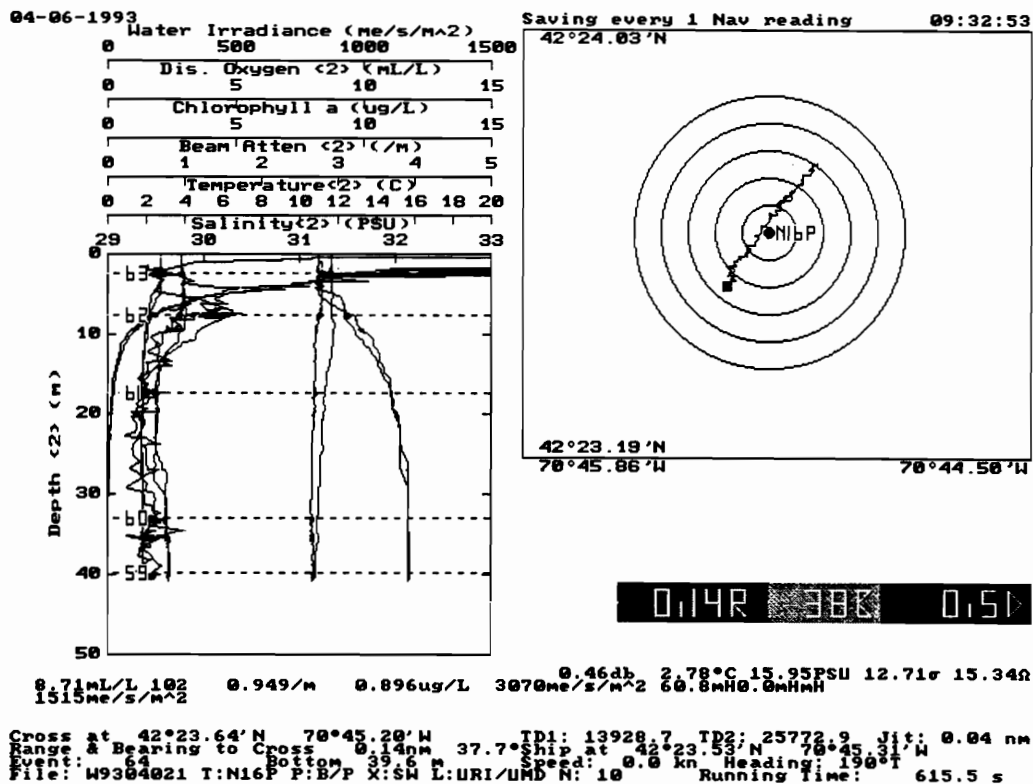 04-06-1993
Saving every 1 Nav reading 09:32:53
Water Irradiance (me/s/m^2)
0 500 1000 1500
Dis. Oxygen <2> (mL/L)
0 5 10 15
Chlorophyll a (ug/L)
0 5 10 15
Beam Atten <2> (/m)
0 1 2 3 4 5
Temperature<2> (C)
0 2 4 6 8 10 12 14 16 18 20
Salinity<2> (PSU)
29 30 31 32 33
Depth <2> (m)
0
63
62
10
61
20
30
60
59
40
50
42°24.03'N
N16P
42°23.19'N
70°45.86'W 70°44.50'W
0.14R 38 0.5
0.46db 2.78°C 15.95PSU 12.71σ 15.34Ω
8.71mL/L 102 0.949/m 0.896ug/L 3070me/s/m^2 60.8mH0.0mHmH
1515me/s/m^2
Cross at 42°23.64'N 70°45.20'W TD1: 13928.7 TD2: 25772.9 Jit: 0.04 nm
Range & Bearing to Cross 0.14nm 37.7° Ship at 42°23.53'N 70°45.31'W
Event: 64 Bottom 39.6 m Speed: 0.0 kn Heading: 190°T
File: W9304021 T:N16P P:B/P X:SW L:URI/UMD N: 10 Running Time: 615.5 s